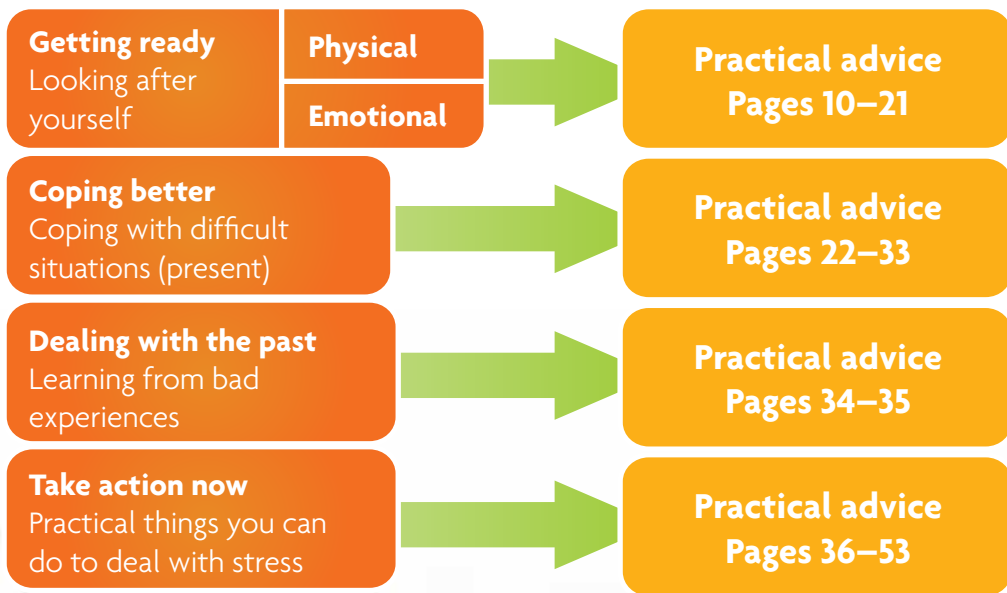 Getting ready
Looking after
yourself
Physical
Emotional
Practical advice
Pages 10–21
Coping better
Coping with difficult
situations (present)
Practical advice
Pages 22–33
Dealing with the past
Learning from bad
experiences
Practical advice
Pages 34–35
Take action now
Practical things you can
do to deal with stress
Practical advice
Pages 36–53